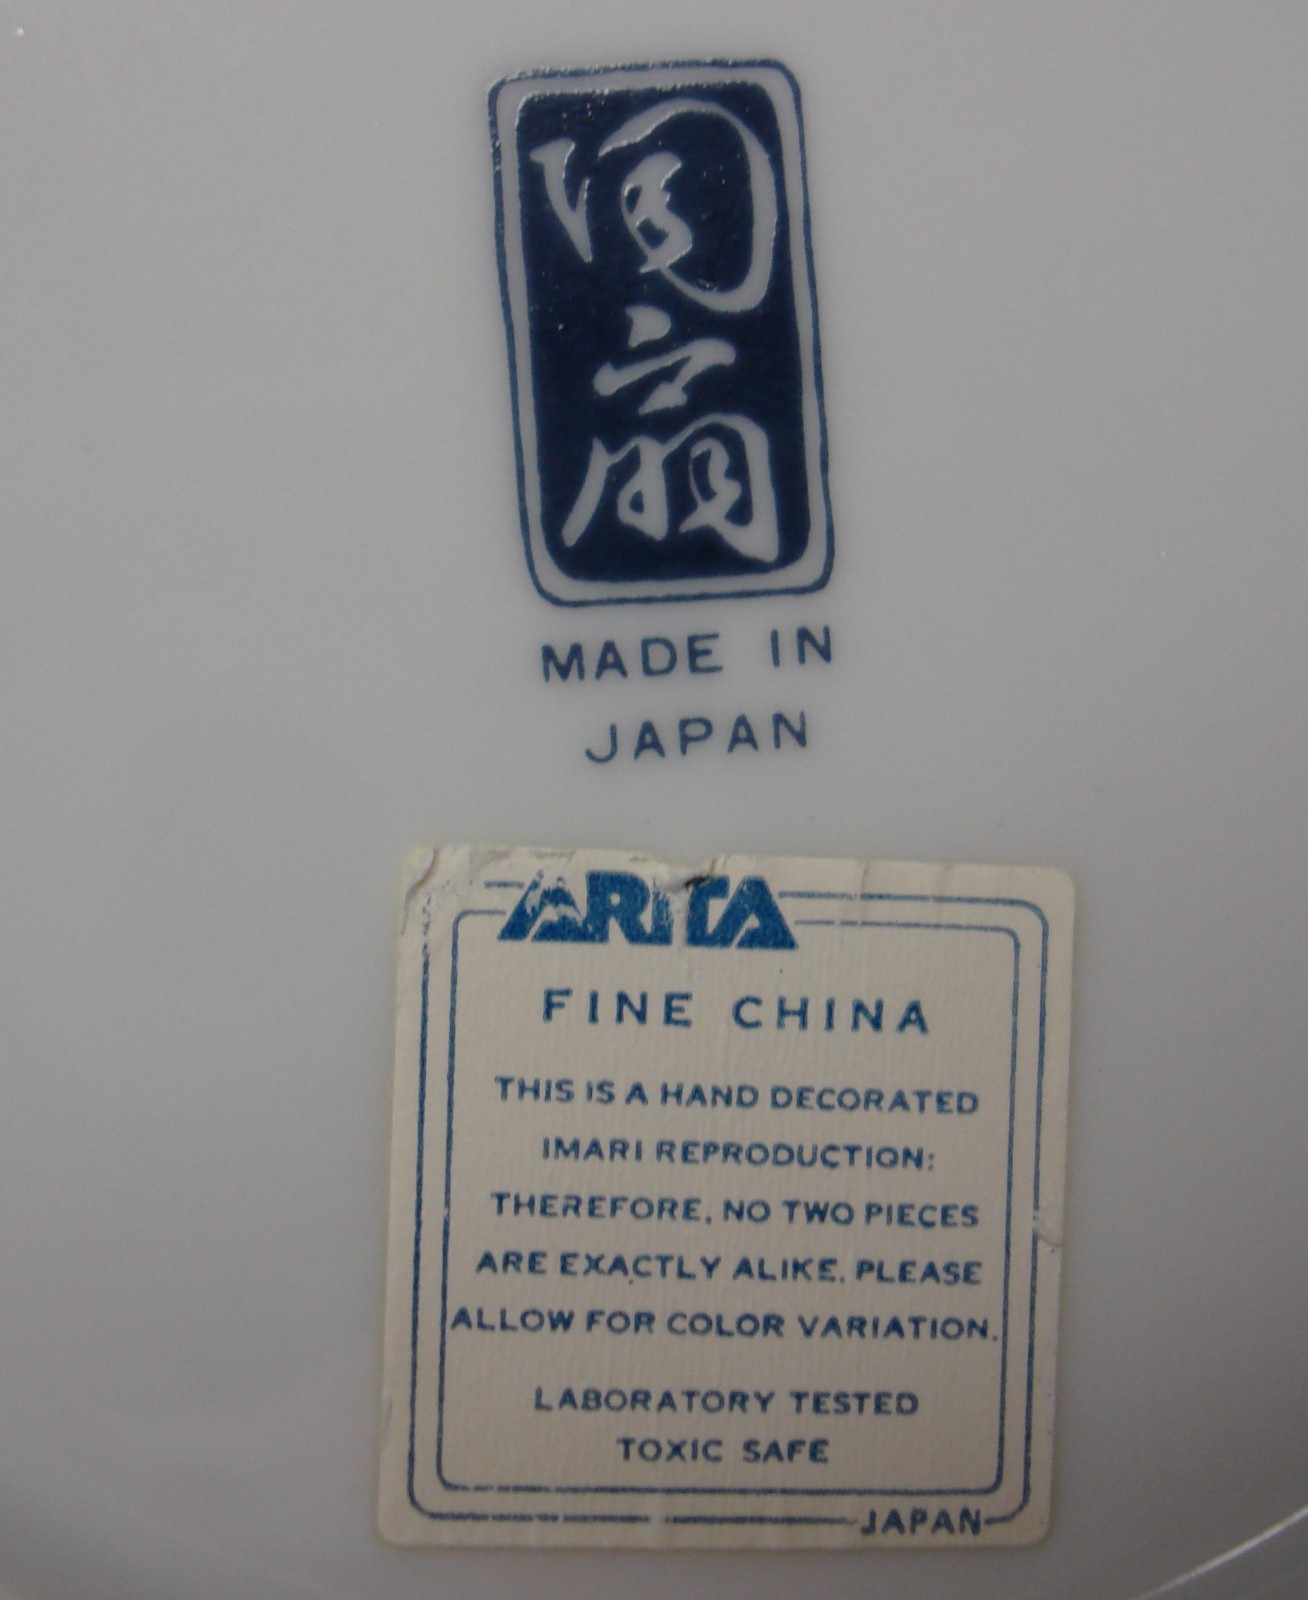 MADE IN
JAPAN
ARITA
FINE CHINA
THIS IS A HAND DECORATED
IMARI REPRODUCTION:
THEREFORE, NO TWO PIECES
ARE EXACTLY ALIKE. PLEASE
ALLOW FOR COLOR VARIATION.
LABORATORY TESTED
TOXIC SAFE
JAPAN